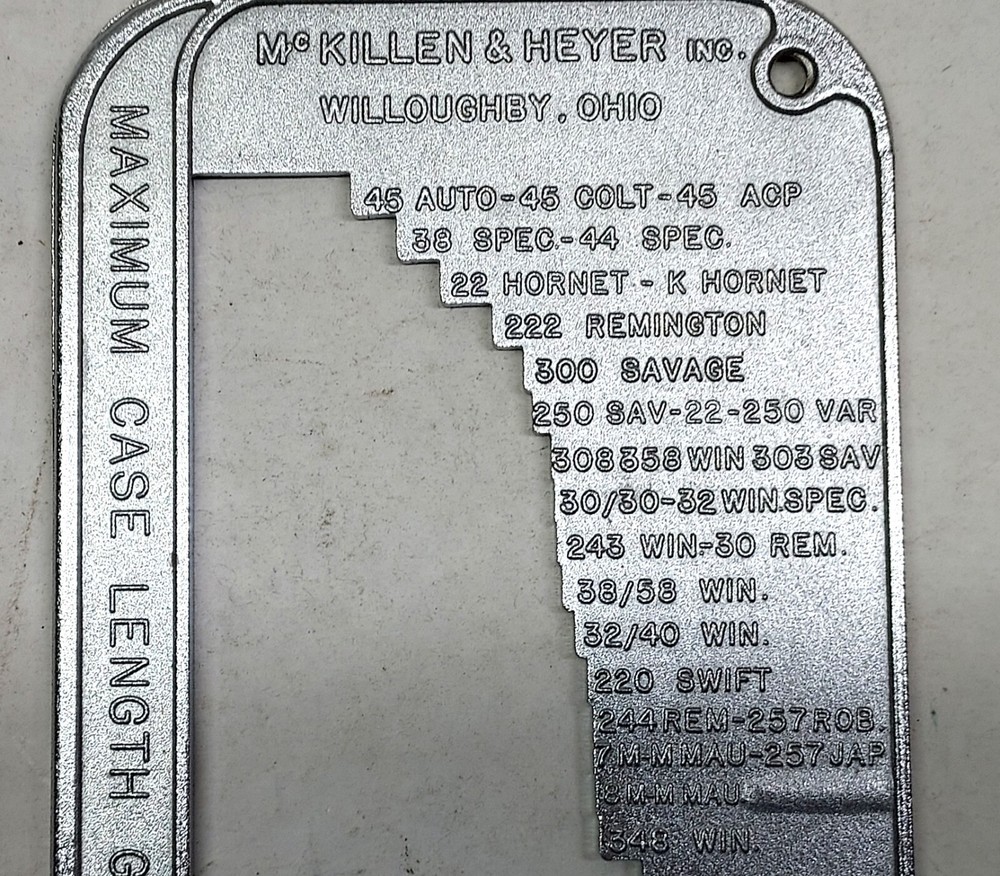 McKILLEN & HEYER INC.
WILLOUGHBY, OHIO
MAXIMUM CASE LENGTH G
45 AUTO-45 COLT-45 ACP
38 SPEC.-44 SPEC.
22 HORNET - K HORNET
222 REMINGTON
300 SAVAGE
250 SAV-22-250 VAR
308 358 WIN 303 SAV
30/30-32 WIN.SPEC.
243 WIN-30 REM.
38/58 WIN.
32/40 WIN.
220 SWIFT
244 REM-257 ROB.
7 M-M MAU-257 JAP
8 M-M MAU.
348 WIN.